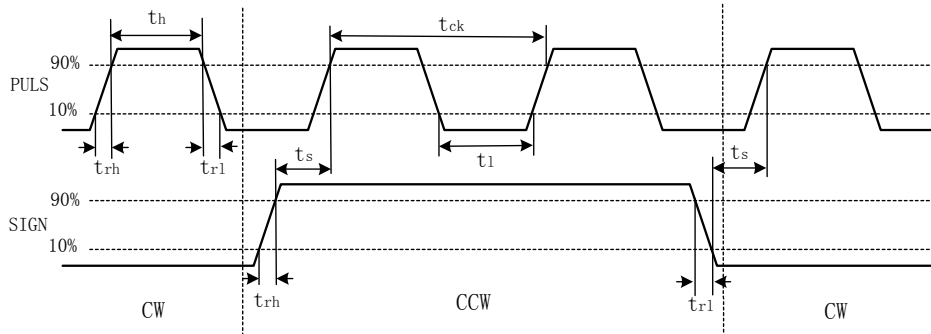 th
tck
90%
PULS
10%
trh
trl
ts
tl
ts
90%
SIGN
10%
trh
trl
CW
CCW
CW